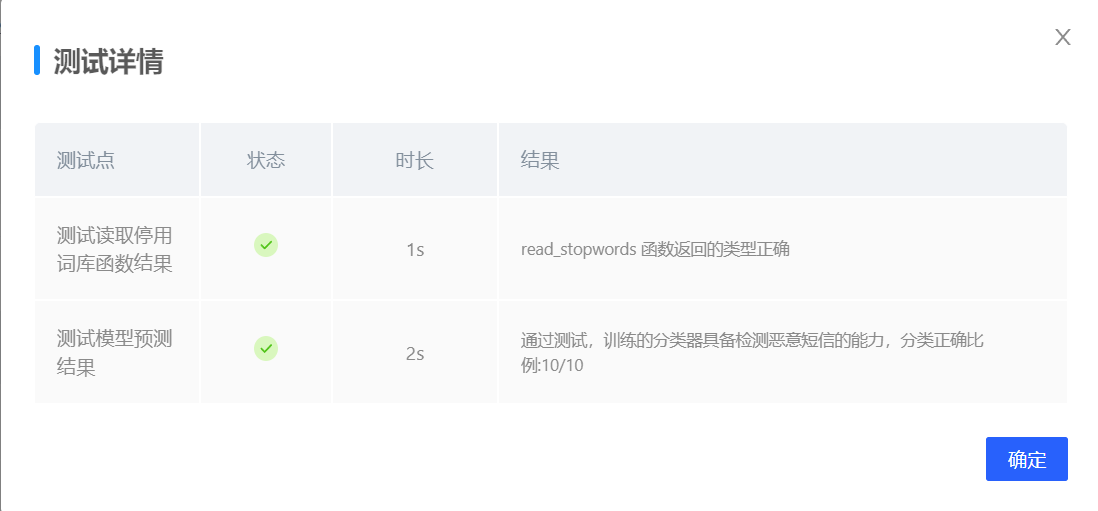 测试详情
X
测试点
状态
时长
结果
测试读取停用
词库函数结果
1s
read_stopwords 函数返回的类型正确
测试模型预测
结果
2s
通过测试，训练的分类器具备检测恶意短信的能力，分类正确比
例:10/10
确定